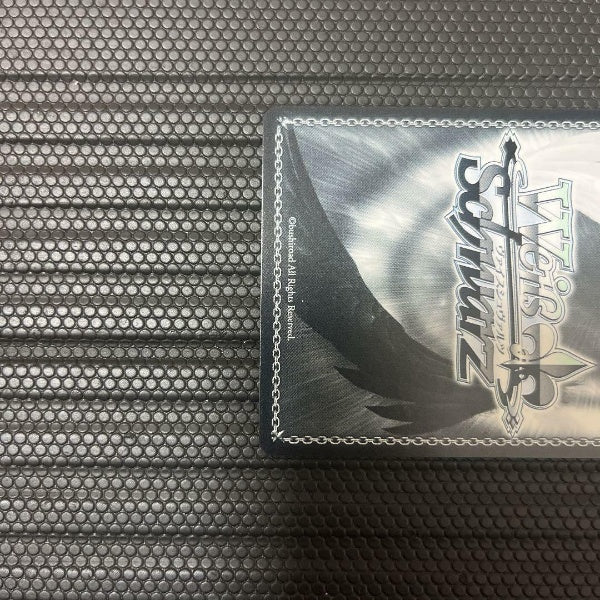 Weiß
Schwarz
©bushiroad All Rights Reserved.